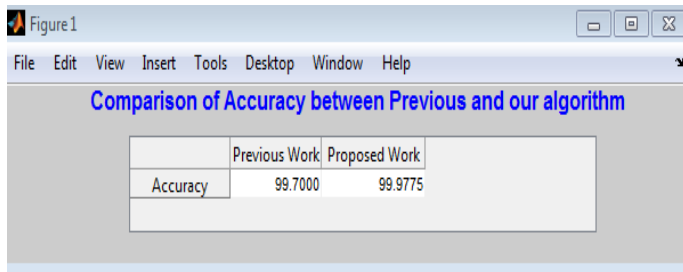 Figure 1
File Edit View Insert Tools Desktop Window Help
Comparison of Accuracy between Previous and our algorithm
Previous Work Proposed Work
Accuracy 99.7000 99.9775